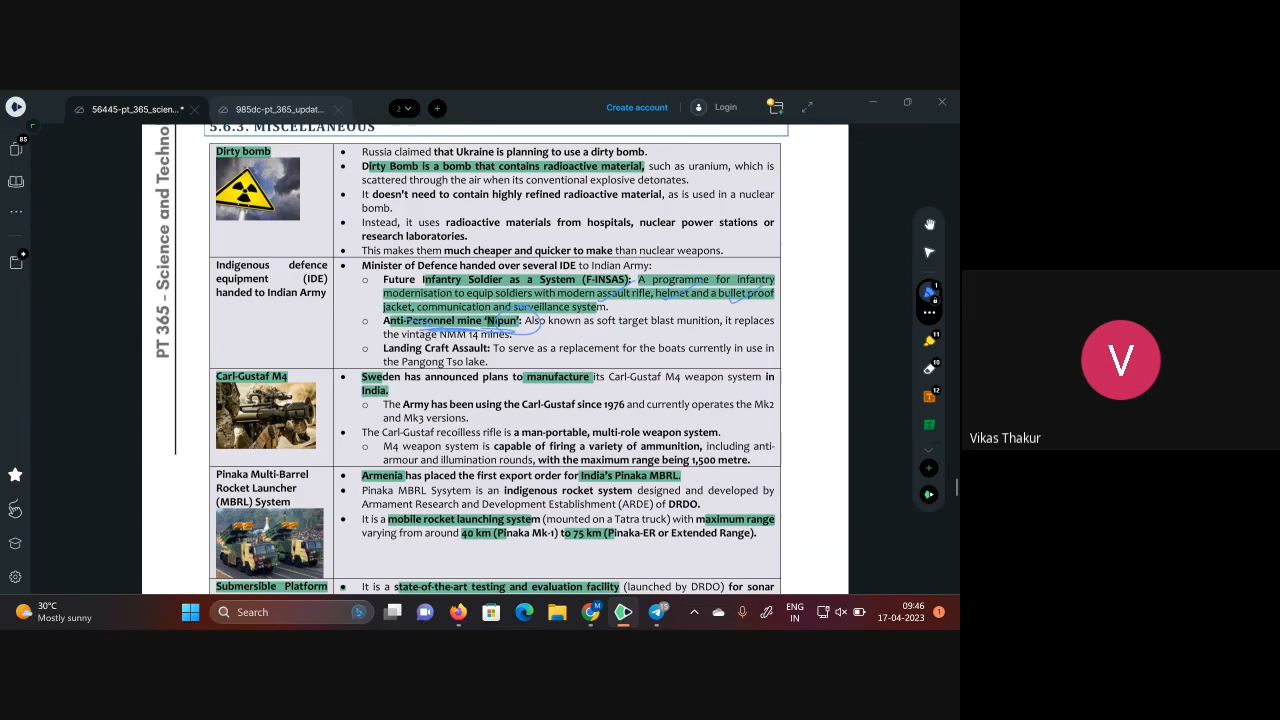 56445-pt_365_scien...*
985dc-pt_365_updat...
2
Create account
Login
PT 365 - Science and Techno
5.6.3. MISCELLANEOUS
Dirty bomb
• Russia claimed that Ukraine is planning to use a dirty bomb.
• Dirty Bomb is a bomb that contains radioactive material, such as uranium, which is
scattered through the air when its conventional explosive detonates.
• It doesn't need to contain highly refined radioactive material, as is used in a nuclear
bomb.
• Instead, it uses radioactive materials from hospitals, nuclear power stations or
research laboratories.
• This makes them much cheaper and quicker to make than nuclear weapons.
Indigenous defence
equipment (IDE)
handed to Indian Army
• Minister of Defence handed over several IDE to Indian Army:
o Future Infantry Soldier as a System (F-INSAS): A programme for infantry
modernisation to equip soldiers with modern assault rifle, helmet and a bullet proof
jacket, communication and surveillance system.
o Anti-Personnel mine 'Nipun': Also known as soft target blast munition, it replaces
the vintage NMM 14 mines.
o Landing Craft Assault: To serve as a replacement for the boats currently in use in
the Pangong Tso lake.
Carl-Gustaf M4
• Sweden has announced plans to manufacture its Carl-Gustaf M4 weapon system in
India.
o The Army has been using the Carl-Gustaf since 1976 and currently operates the Mk2
and Mk3 versions.
• The Carl-Gustaf recoilless rifle is a man-portable, multi-role weapon system.
o M4 weapon system is capable of firing a variety of ammunition, including anti-
armour and illumination rounds, with the maximum range being 1,500 metre.
Pinaka Multi-Barrel
Rocket Launcher
(MBRL) System
• Armenia has placed the first export order for India's Pinaka MBRL.
• Pinaka MBRL Sysytem is an indigenous rocket system designed and developed by
Armament Research and Development Establishment (ARDE) of DRDO.
• It is a mobile rocket launching system (mounted on a Tatra truck) with maximum range
varying from around 40 km (Pinaka Mk-1) to 75 km (Pinaka-ER or Extended Range).
Submersible Platform
• It is a state-of-the-art testing and evaluation facility (launched by DRDO) for sonar
85
1
11
10
12
V
Vikas Thakur
30°C
Mostly sunny
Search
M
15
ENG
IN
09:46
17-04-2023
1